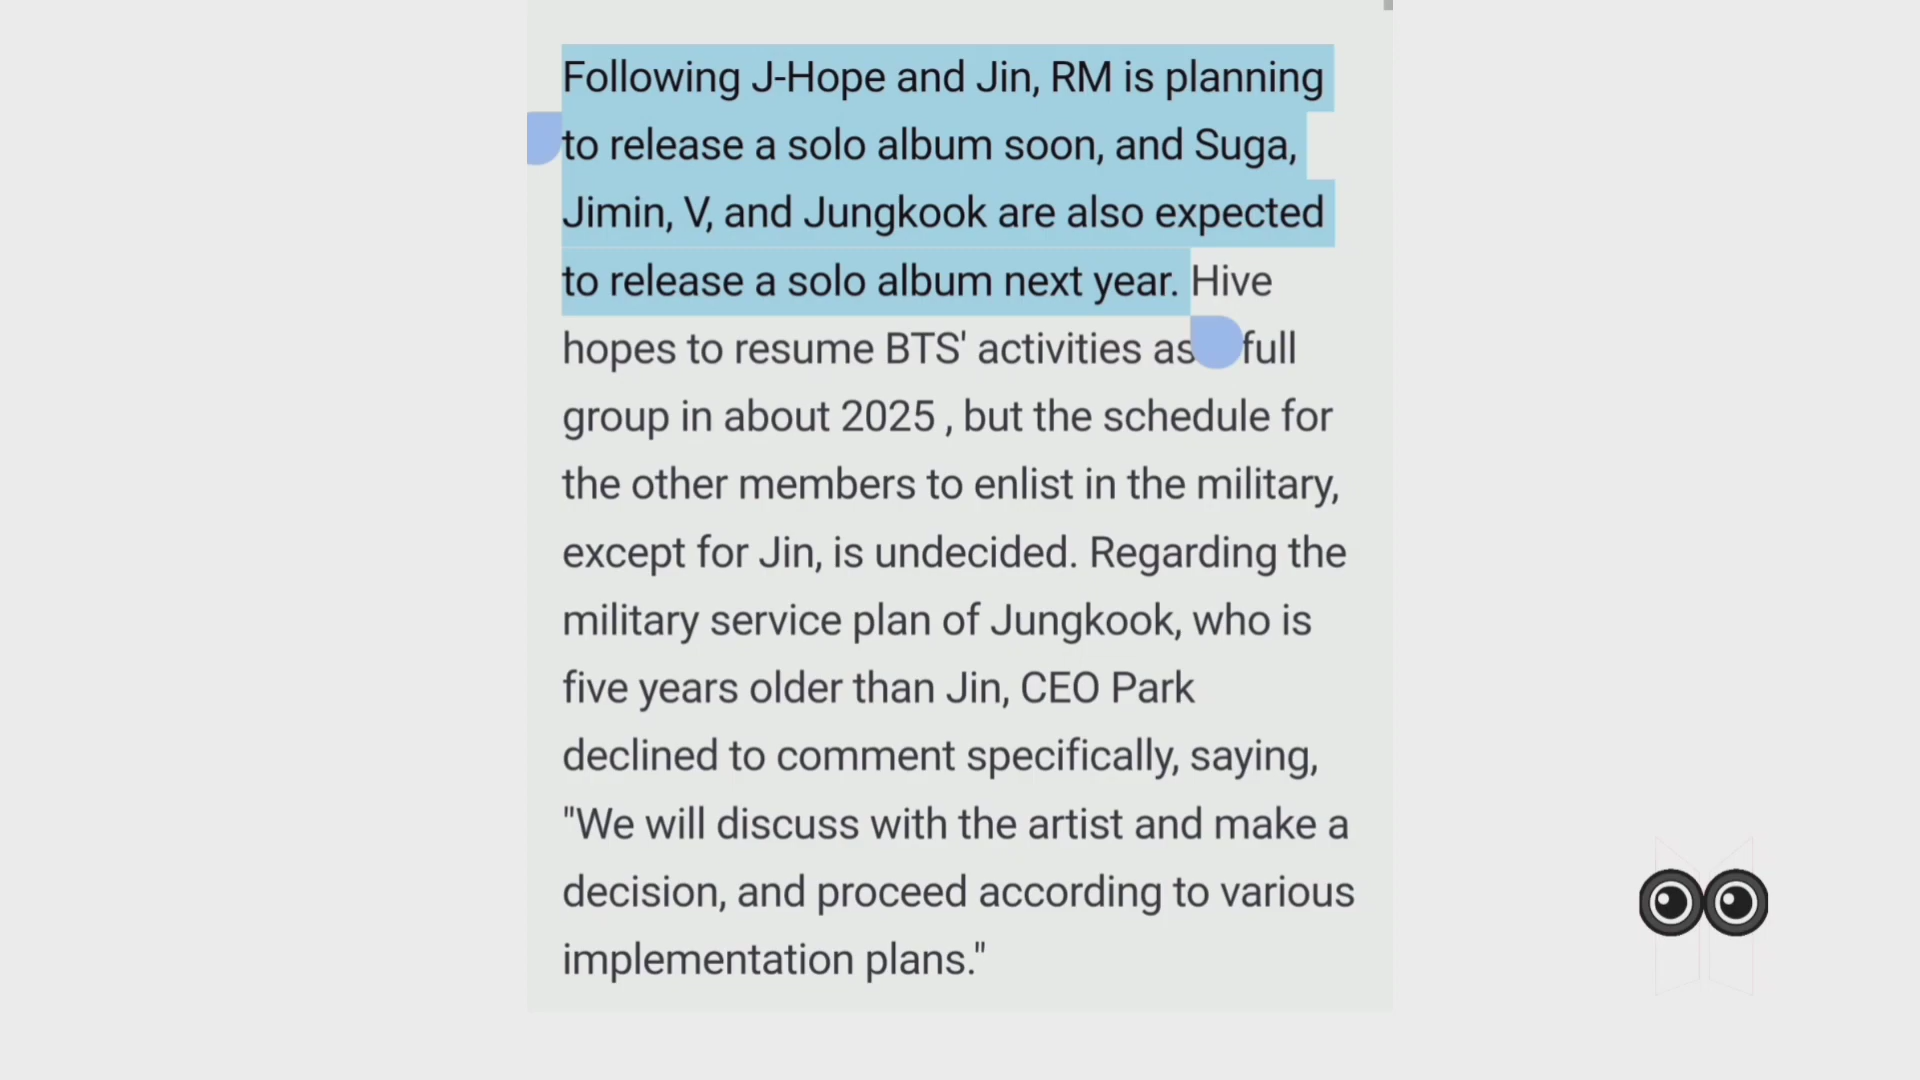 Following J-Hope and Jin, RM is planning
to release a solo album soon, and Suga,
Jimin, V, and Jungkook are also expected
to release a solo album next year. Hive
hopes to resume BTS' activities as full
group in about 2025 , but the schedule for
the other members to enlist in the military,
except for Jin, is undecided. Regarding the
military service plan of Jungkook, who is
five years older than Jin, CEO Park
declined to comment specifically, saying,
"We will discuss with the artist and make a
decision, and proceed according to various
implementation plans."